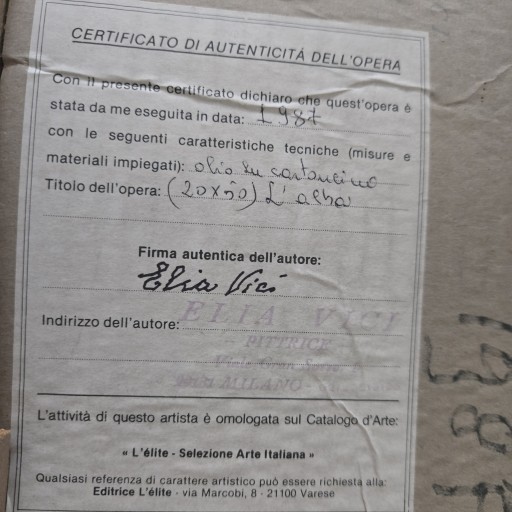 CERTIFICATO DI AUTENTICITÁ DELL'OPERA
Con il presente certificato dichiaro che quest'opera è
stata da me eseguita in data: 1987
con le seguenti caratteristiche tecniche (misure e
materiali impiegati): olio su cartoncino
Titolo dell'opera: (20x50) L'alba
Firma autentica dell'autore:
Elia Vici
ELIA VICI
Indirizzo dell'autore:
PITTRICE
MILANO
L'attività di questo artista è omologata sul Catalogo d'Arte:
« L'élite - Selezione Arte Italiana »
Qualsiasi referenza di carattere artistico può essere richiesta alla:
Editrice L'élite - via Marcobi, 8 - 21100 Varese